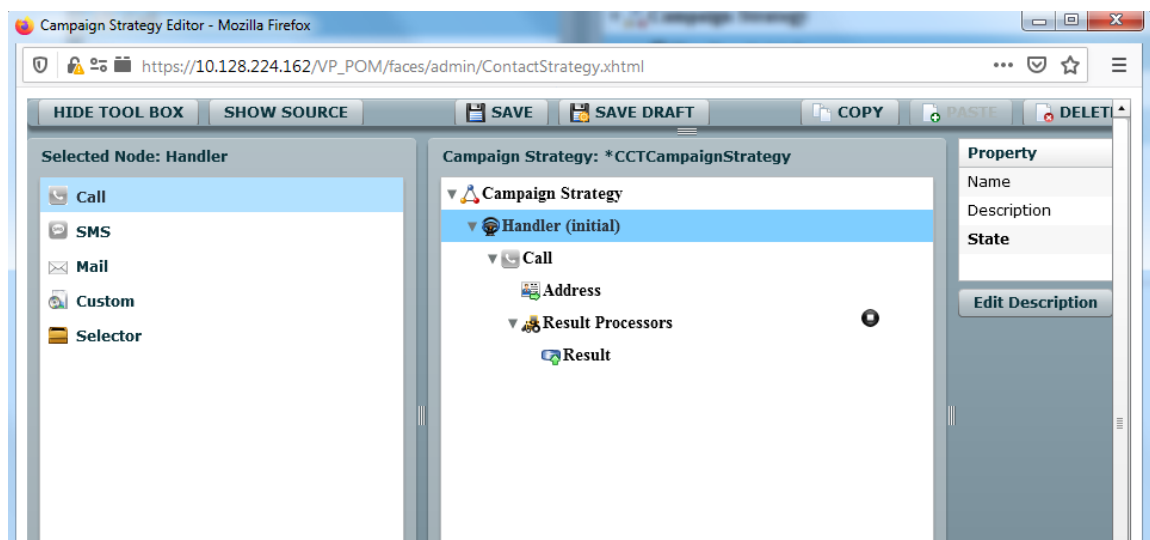 Campaign Strategy Editor - Mozilla Firefox
https://10.128.224.162/VP_POM/faces/admin/ContactStrategy.xhtml
HIDE TOOL BOX SHOW SOURCE SAVE SAVE DRAFT COPY PASTE DELET
Selected Node: Handler
Call
SMS
Mail
Custom
Selector
Campaign Strategy: *CCTCampaignStrategy
Campaign Strategy
Handler (initial)
Call
Address
Result Processors
Result
Property
Name
Description
State
Edit Description